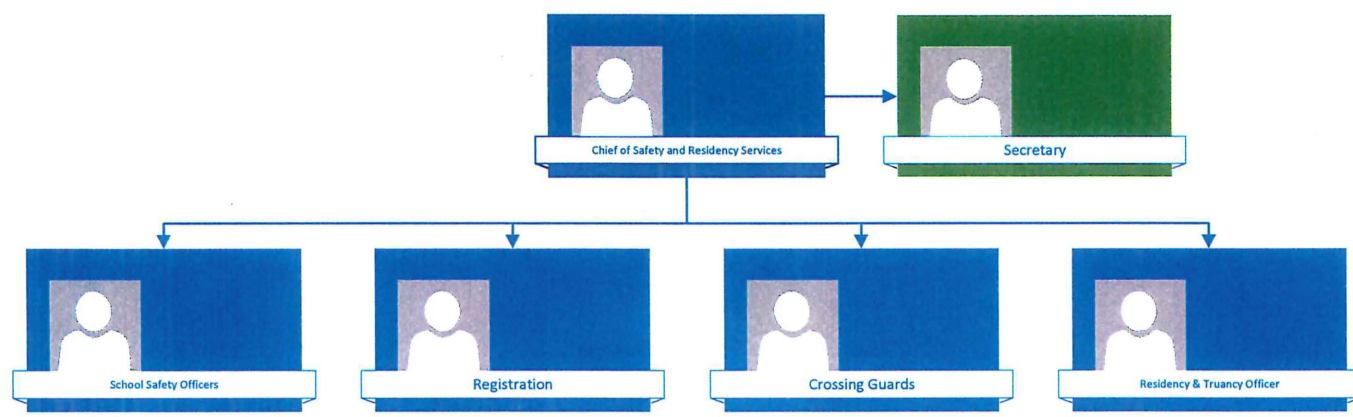 Chief of Safety and Residency Services
Secretary
School Safety Officers
Registration
Crossing Guards
Residency & Truancy Officer